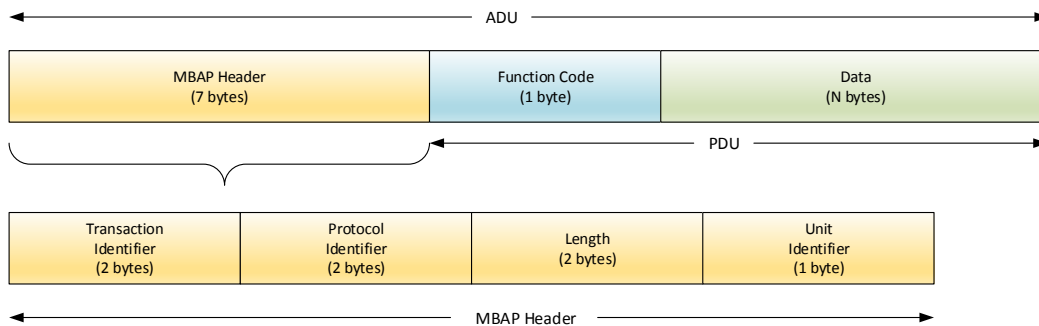 ADU
MBAP Header
(7 bytes)
Function Code
(1 byte)
Data
(N bytes)
PDU
Transaction
Identifier
(2 bytes)
Protocol
Identifier
(2 bytes)
Length
(2 bytes)
Unit
Identifier
(1 byte)
MBAP Header